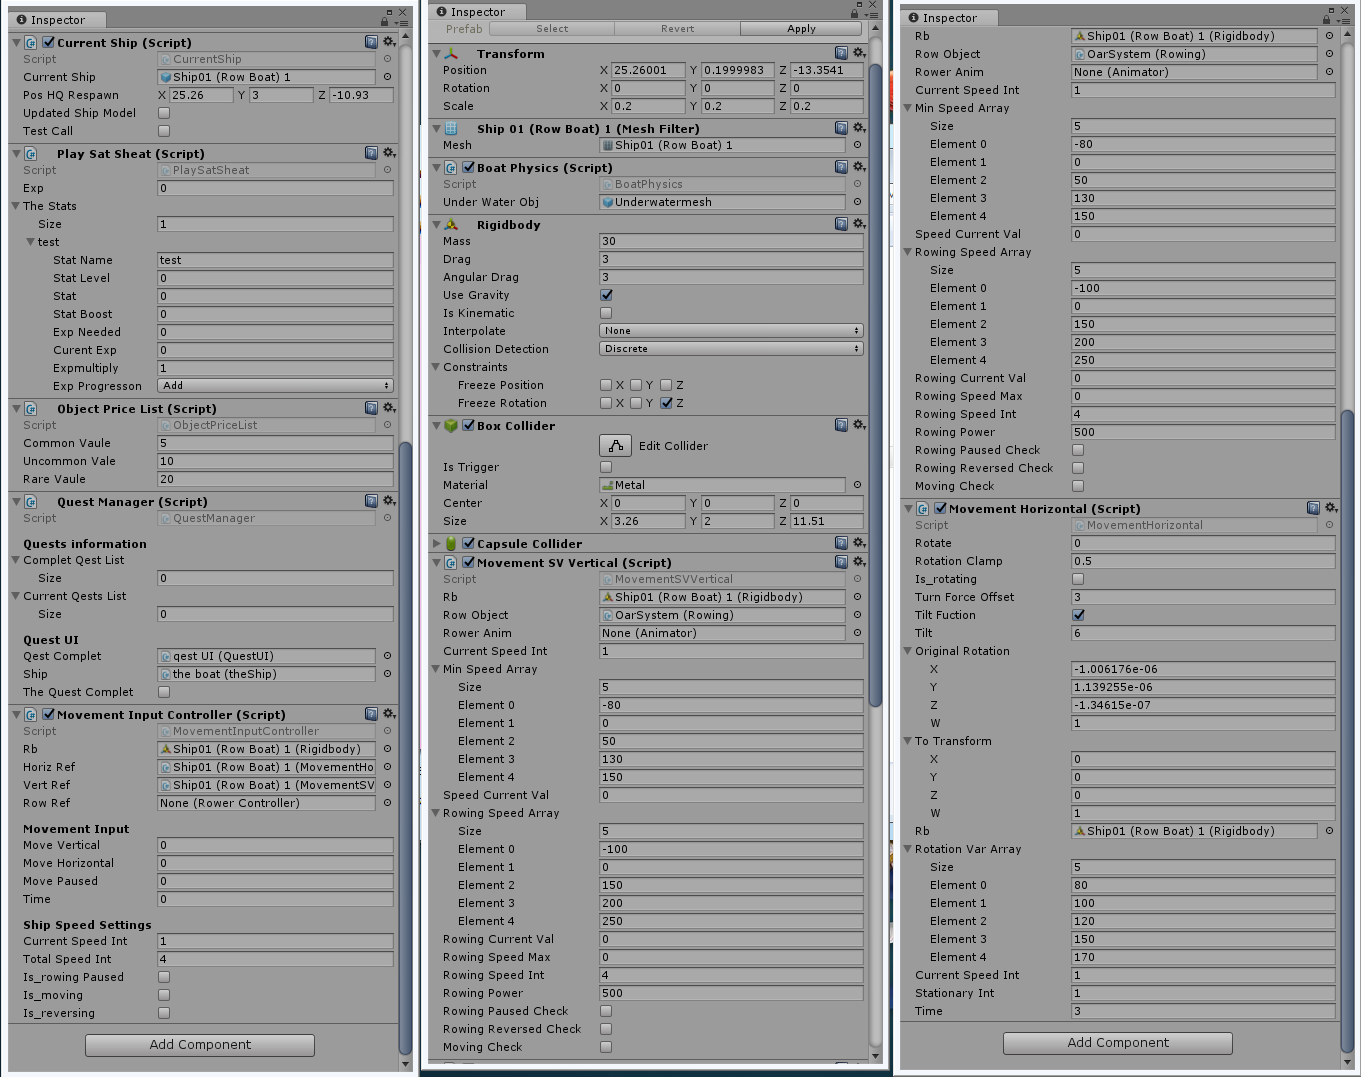 Inspector
Current Ship (Script)
Script CurrentShip
Current Ship Ship01 (Row Boat) 1
Pos HQ Respawn X 25.26 Y 3 Z -10.93
Updated Ship Model
Test Call
Play Sat Sheat (Script)
Script PlaySatSheat
Exp 0
The Stats
Size 1
test
Stat Name test
Stat Level 0
Stat 0
Stat Boost 0
Exp Needed 0
Curent Exp 0
Expmultiply 1
Exp Progresson Add
Object Price List (Script)
Script ObjectPriceList
Common Vaule 5
Uncommon Vale 10
Rare Vaule 20
Quest Manager (Script)
Script QuestManager
Quests information
Complet Qest List
Size 0
Current Qests List
Size 0
Quest UI
Qest Complet qest UI (QuestUI)
Ship the boat (theShip)
The Quest Complet
Movement Input Controller (Script)
Script MovementInputController
Rb Ship01 (Row Boat) 1 (Rigidbody)
Horiz Ref Ship01 (Row Boat) 1 (MovementHo
Vert Ref Ship01 (Row Boat) 1 (MovementSV
Row Ref None (Rower Controller)
Movement Input
Move Vertical 0
Move Horizontal 0
Move Paused 0
Time 0
Ship Speed Settings
Current Speed Int 1
Total Speed Int 4
Is_rowing Paused
Is_moving
Is_reversing
Add Component
Inspector
Prefab Select Revert Apply
Transform
Position X 25.26001 Y 0.1999983 Z -13.3541
Rotation X 0 Y 0 Z 0
Scale X 0.2 Y 0.2 Z 0.2
Ship 01 (Row Boat) 1 (Mesh Filter)
Mesh Ship01 (Row Boat) 1
Boat Physics (Script)
Script BoatPhysics
Under Water Obj Underwatermesh
Rigidbody
Mass 30
Drag 3
Angular Drag 3
Use Gravity
Is Kinematic
Interpolate None
Collision Detection Discrete
Constraints
Freeze Position X Y Z
Freeze Rotation X Y Z
Box Collider
Edit Collider
Is Trigger
Material Metal
Center X 0 Y 0 Z 0
Size X 3.26 Y 2 Z 11.51
Capsule Collider
Movement SV Vertical (Script)
Script MovementSVVertical
Rb Ship01 (Row Boat) 1 (Rigidbody)
Row Object OarSystem (Rowing)
Rower Anim None (Animator)
Current Speed Int 1
Min Speed Array
Size 5
Element 0 -80
Element 1 0
Element 2 50
Element 3 130
Element 4 150
Speed Current Val 0
Rowing Speed Array
Size 5
Element 0 -100
Element 1 0
Element 2 150
Element 3 200
Element 4 250
Rowing Current Val 0
Rowing Speed Max 0
Rowing Speed Int 4
Rowing Power 500
Rowing Paused Check
Rowing Reversed Check
Moving Check
Inspector
Rb Ship01 (Row Boat) 1 (Rigidbody)
Row Object OarSystem (Rowing)
Rower Anim None (Animator)
Current Speed Int 1
Min Speed Array
Size 5
Element 0 -80
Element 1 0
Element 2 50
Element 3 130
Element 4 150
Speed Current Val 0
Rowing Speed Array
Size 5
Element 0 -100
Element 1 0
Element 2 150
Element 3 200
Element 4 250
Rowing Current Val 0
Rowing Speed Max 0
Rowing Speed Int 4
Rowing Power 500
Rowing Paused Check
Rowing Reversed Check
Moving Check
Movement Horizontal (Script)
Script MovementHorizontal
Rotate 0
Rotation Clamp 0.5
Is_rotating
Turn Force Offset 3
Tilt Fuction
Tilt 6
Original Rotation
X -1.006176e-06
Y 1.139255e-06
Z -1.34615e-07
W 1
To Transform
X 0
Y 0
Z 0
W 1
Rb Ship01 (Row Boat) 1 (Rigidbody)
Rotation Var Array
Size 5
Element 0 80
Element 1 100
Element 2 120
Element 3 150
Element 4 170
Current Speed Int 1
Stationary Int 1
Time 3
Add Component